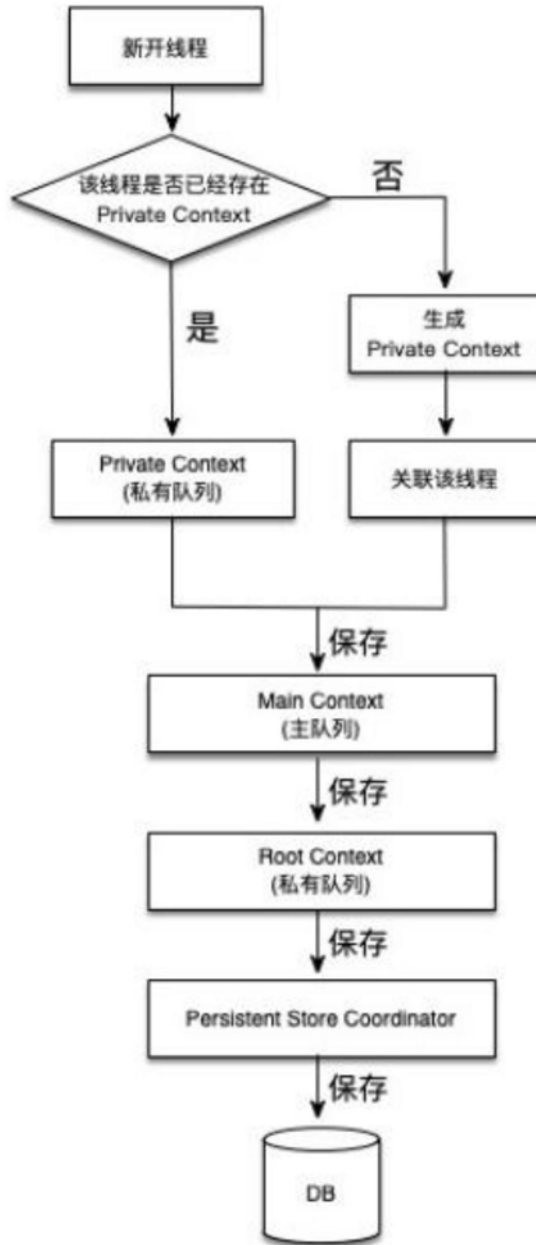 新开线程
该线程是否已经存在
Private Context
否
是
生成
Private Context
Private Context
(私有队列)
关联该线程
保存
Main Context
(主队列)
保存
Root Context
(私有队列)
保存
Persistent Store Coordinator
保存
DB